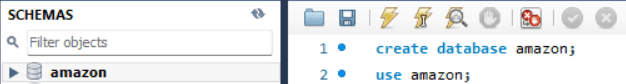 SCHEMAS
Filter objects
amazon
1 create database amazon;
2 use amazon;